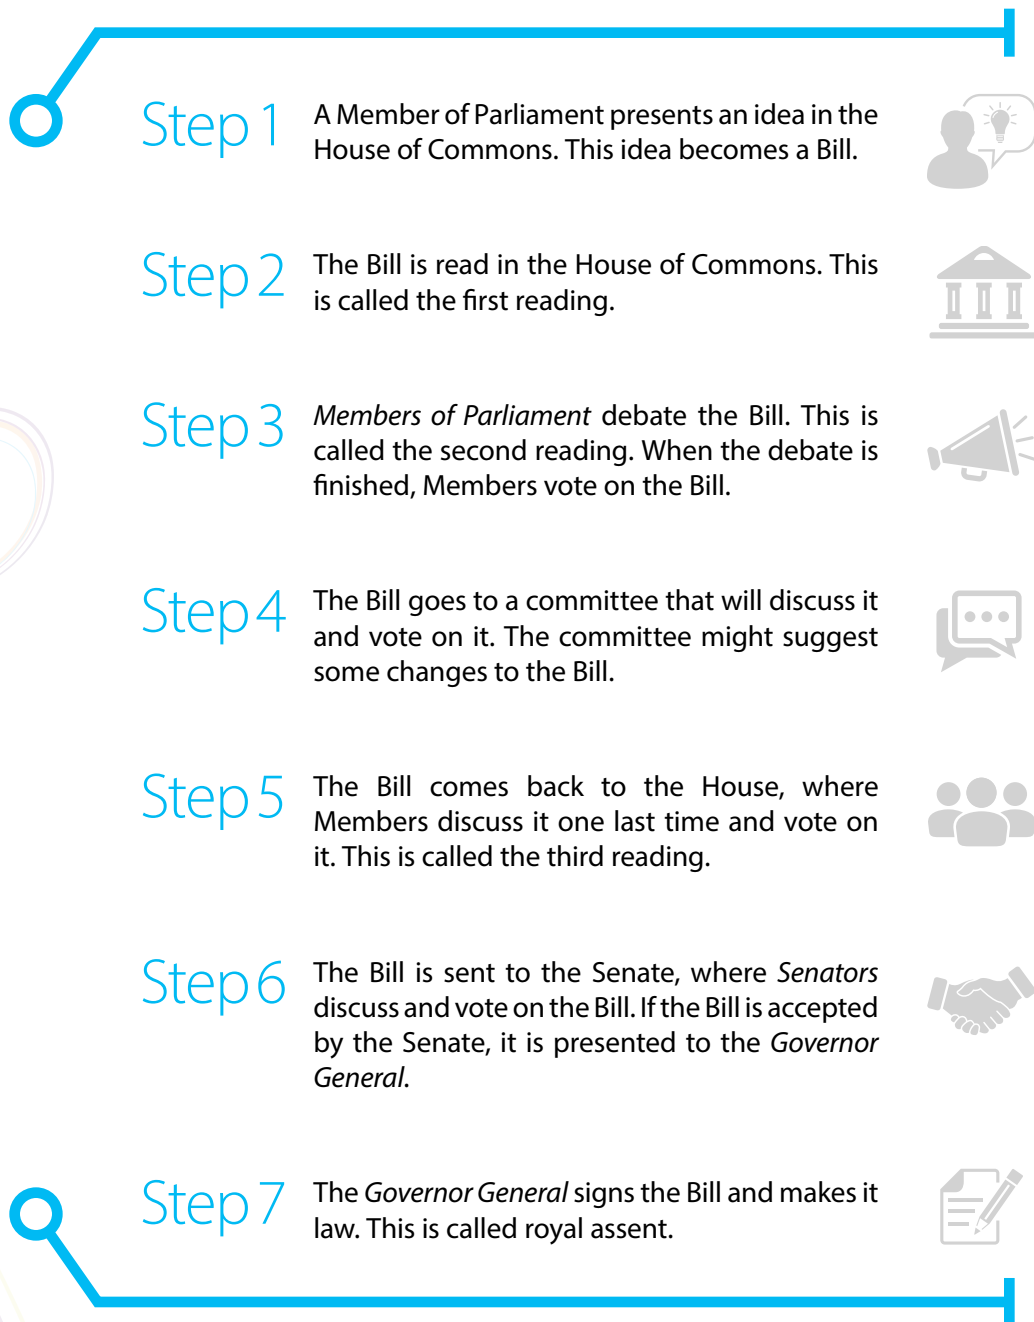 Step 1
A Member of Parliament presents an idea in the
House of Commons. This idea becomes a Bill.
Step 2
The Bill is read in the House of Commons. This
is called the first reading.
Step 3
Members of Parliament debate the Bill. This is
called the second reading. When the debate is
finished, Members vote on the Bill.
Step 4
The Bill goes to a committee that will discuss it
and vote on it. The committee might suggest
some changes to the Bill.
Step 5
The Bill comes back to the House, where
Members discuss it one last time and vote on
it. This is called the third reading.
Step 6
The Bill is sent to the Senate, where Senators
discuss and vote on the Bill. If the Bill is accepted
by the Senate, it is presented to the Governor
General.
Step 7
The Governor General signs the Bill and makes it
law. This is called royal assent.